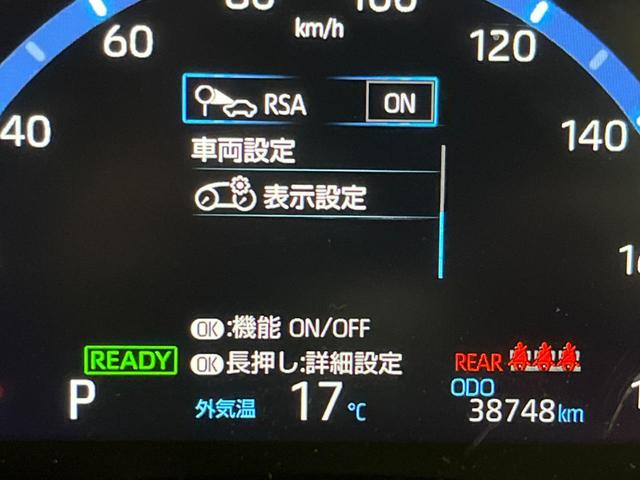 60
km/h
120
40
140
RSA ON
車両設定
表示設定
OK:機能 ON/OFF
READY
OK長押し:詳細設定
REAR
P
外気温 17℃
ODO
38748km